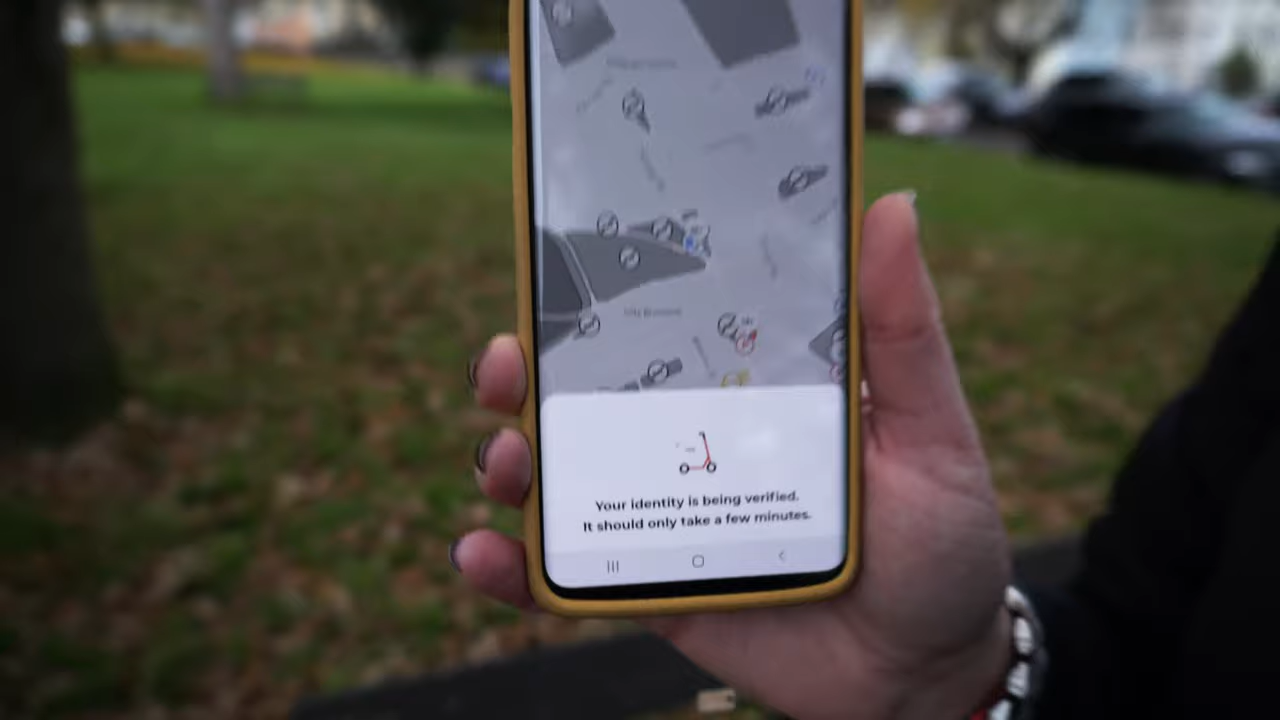 Your identity is being verified.
It should only take a few minutes.